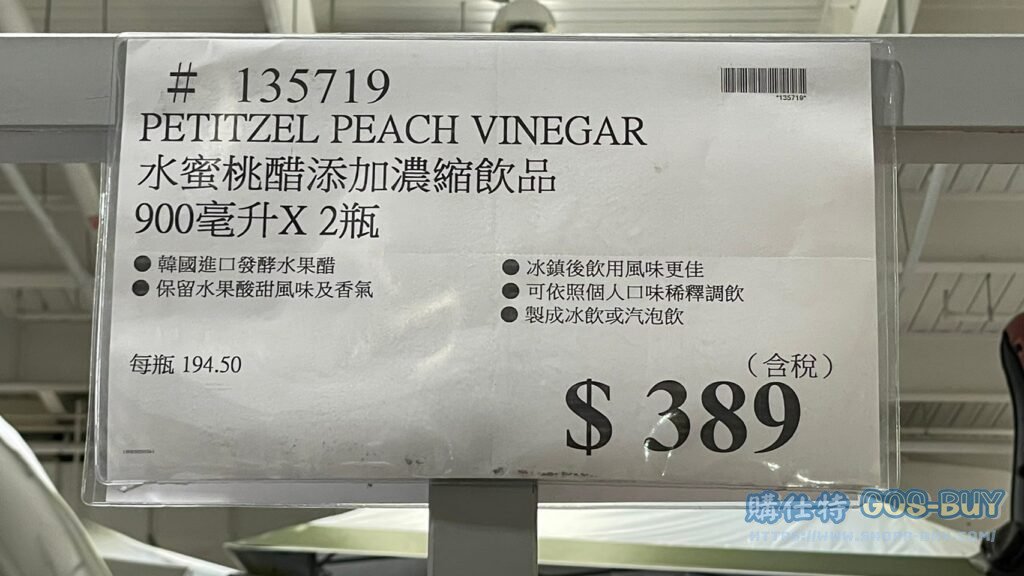 # 135719
*135719*
PETITZEL PEACH VINEGAR
水蜜桃醋添加濃縮飲品
900毫升X 2瓶
● 韓國進口發酵水果醋
● 保留水果酸甜風味及香氣
● 冰鎮後飲用風味更佳
● 可依照個人口味稀釋調飲
● 製成冰飲或汽泡飲
每瓶 194.50
（含稅）
$ 389
購仕特 GOS-BUY